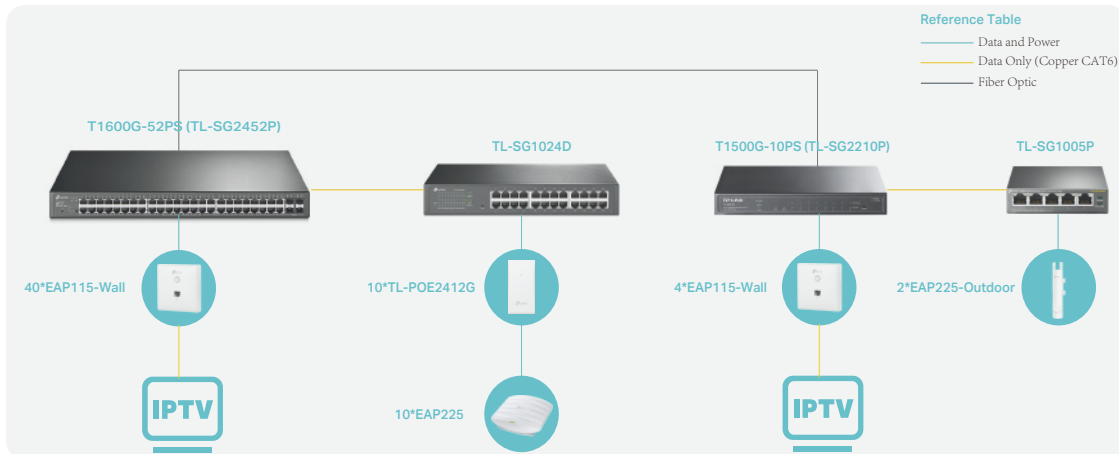 Reference Table
Data and Power
Data Only (Copper CAT6)
Fiber Optic
T1600G-52PS (TL-SG2452P)
TL-SG1024D
T1500G-10PS (TL-SG2210P)
TL-SG1005P
40*EAP115-Wall
10*TL-POE2412G
4*EAP115-Wall
2*EAP225-Outdoor
IPTV
10*EAP225
IPTV